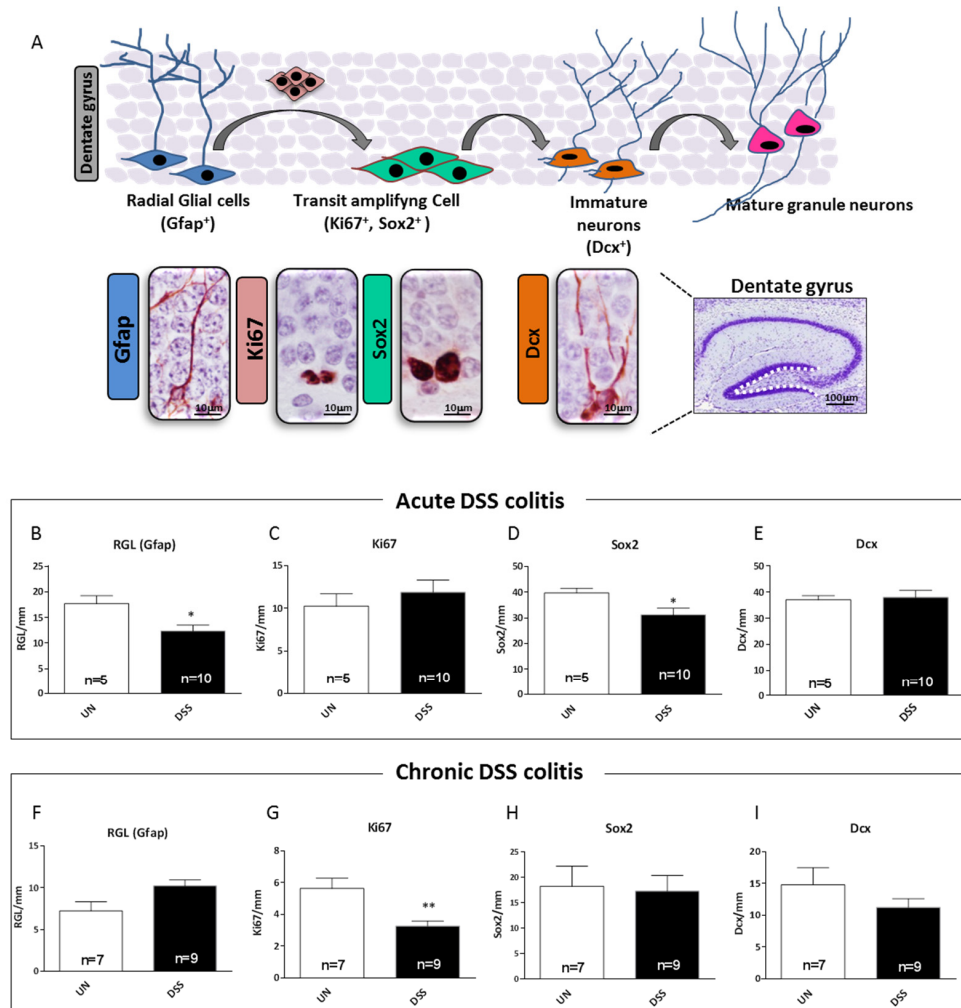 A
Dentate gyrus
Radial Glial cells
(Gfap⁺)
Transit amplifyng Cell
(Ki67⁺, Sox2⁺)
Immature
neurons
(Dcx⁺)
Mature granule neurons
Gfap
10μm
Ki67
10μm
Sox2
10μm
Dcx
10μm
Dentate gyrus
100μm
Acute DSS colitis
B
RGL (Gfap)
RGL/mm
20
15
10
5
0
*
n=5
n=10
UN
DSS
C
Ki67
Ki67/mm
15
10
5
0
n=5
n=10
UN
DSS
D
Sox2
Sox2/mm
50
40
30
20
10
0
*
n=5
n=10
UN
DSS
E
Dcx
Dcx/mm
40
30
20
10
0
n=5
n=10
UN
DSS
Chronic DSS colitis
F
RGL (Gfap)
RGL/mm
15
10
5
0
n=7
n=9
UN
DSS
G
Ki67
Ki67/mm
6
4
2
0
**
n=7
n=9
UN
DSS
H
Sox2
Sox2/mm
25
20
15
10
5
0
n=7
n=9
UN
DSS
I
Dcx
Dcx/mm
20
15
10
5
0
n=7
n=9
UN
DSS